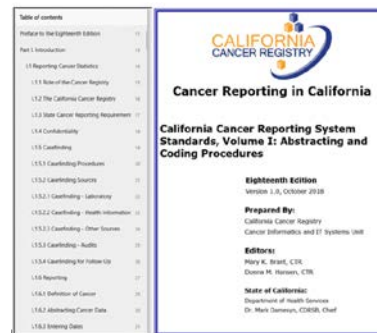 Table of contents
Preface to the Eighteenth Edition
Part I. Introduction
I.1 Reporting Cancer Statistics
I.1.1 Role of the Cancer Registry
I.1.2 The California Cancer Registry
I.1.3 State Cancer Reporting Requirement
I.1.4 Confidentiality
I.1.5 Casefinding
I.1.5.1 Casefinding Procedures
I.1.5.2 Casefinding Sources
I.1.5.2.1 Casefinding - Laboratory
I.1.5.2.2 Casefinding - Health Information
I.1.5.2.3 Casefinding - Other Sources
I.1.5.3 Casefinding - Audits
I.1.5.4 Casefinding for Follow-Up
I.1.6 Reporting
I.1.6.1 Definition of Cancer
I.1.6.2 Abstracting Cancer Data
I.1.6.3 Entering Dates
CALIFORNIA
CANCER REGISTRY
Cancer Reporting in California
California Cancer Reporting System
Standards, Volume I: Abstracting and
Coding Procedures
Eighteenth Edition
Version 1.0, October 2018
Prepared By:
California Cancer Registry
Cancer Informatics and IT Systems Unit
Editors:
Mary K. Brant, CTR
Donna M. Hansen, CTR
State of California:
Department of Health Services
Dr. Mark Damesyn, CDSRB, Chief